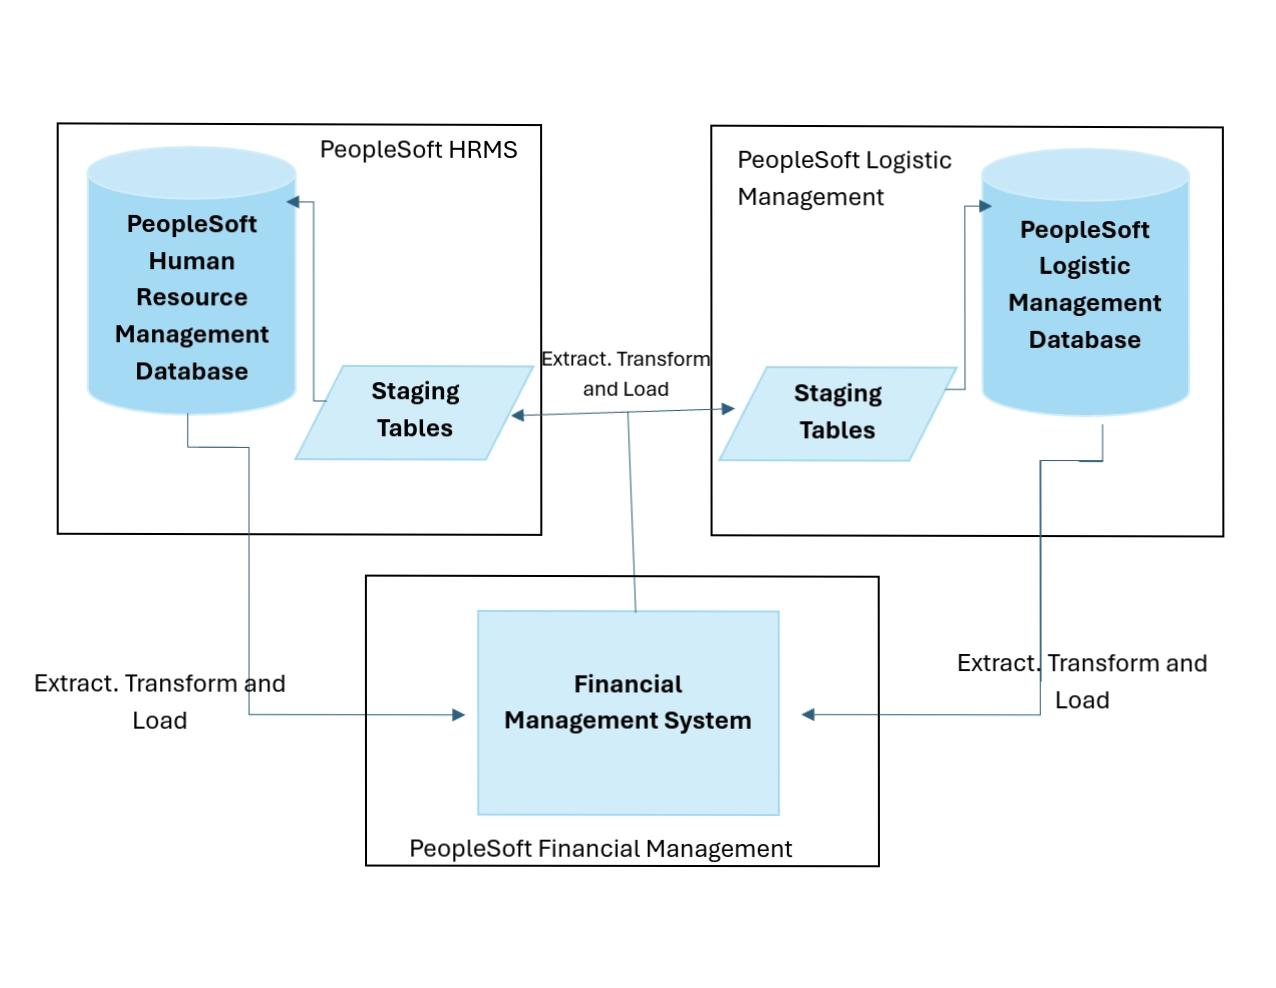 PeopleSoft HRMS
PeopleSoft
Human
Resource
Management
Database
Staging
Tables
Extract. Transform
and Load
PeopleSoft Logistic
Management
PeopleSoft
Logistic
Management
Database
Staging
Tables
Extract. Transform and
Load
Financial
Management System
Extract. Transform and
Load
PeopleSoft Financial Management